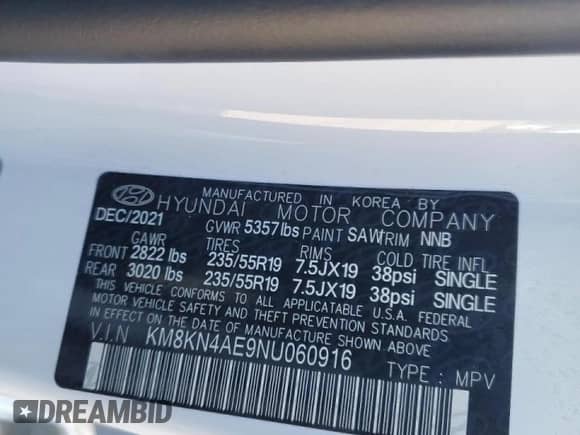 MANUFACTURED IN KOREA BY
DEC/2021 HYUNDAI MOTOR COMPANY
GVWR 5357lbs PAINT SAW TRIM NNB
GAWR TIRES RIMS COLD TIRE INFL
FRONT 2822 lbs 235/55R19 7.5JX19 38psi SINGLE
REAR 3020 lbs 235/55R19 7.5JX19 38psi SINGLE
THIS VEHICLE CONFORMS TO ALL APPLICABLE U.S.A. FEDERAL
MOTOR VEHICLE SAFETY AND THEFT PREVENTION STANDARDS
IN EFFECT ON THE DATE OF MANUFACTURE SHOWN ABOVE.
V.I.N KM8KN4AE9NU060916
TYPE : MPV
DREAMBID